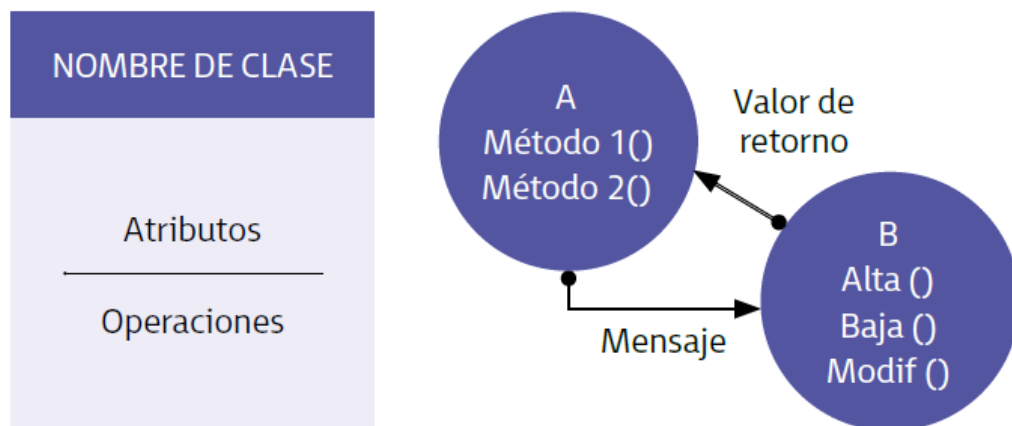 NOMBRE DE CLASE
Atributos
Operaciones
A
Método 1()
Método 2()
Valor de
retorno
Mensaje
B
Alta ()
Baja ()
Modif ()